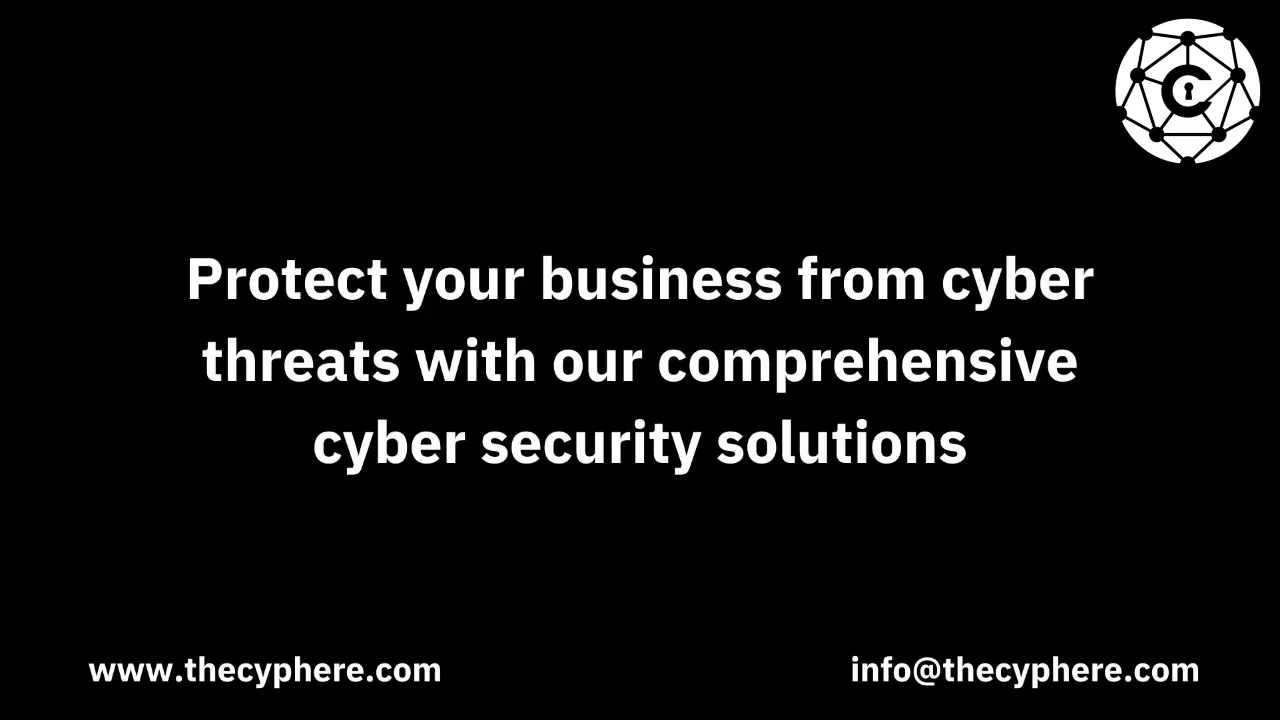 Protect your business from cyber
threats with our comprehensive
cyber security solutions
www.thecyphere.com
info@thecyphere.com